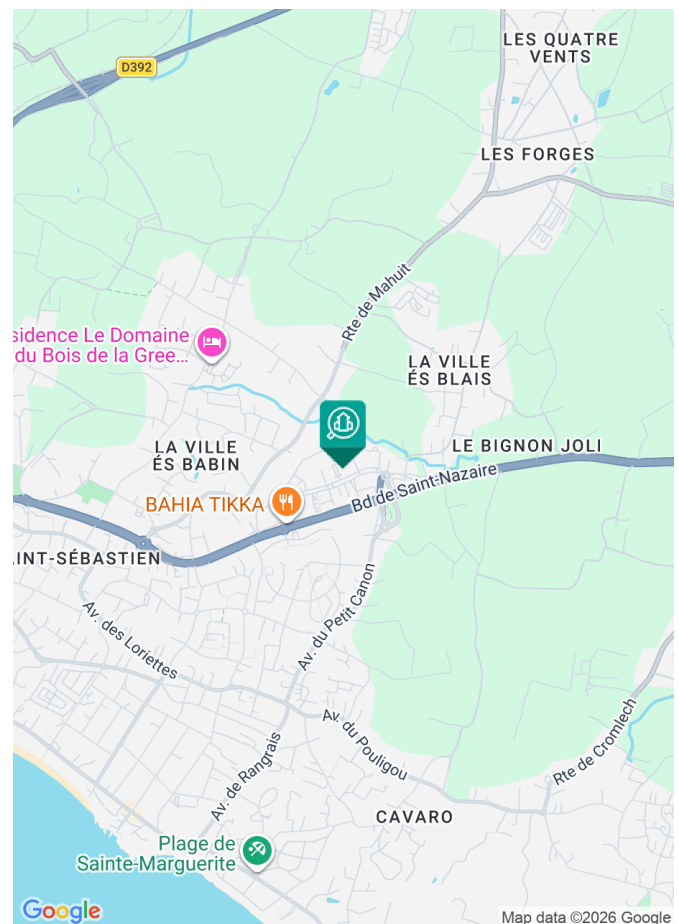 LES QUATRE
VENTS
D392
LES FORGES
Rte de Mahuit
sidence Le Domaine
du Bois de la Gree...
LA VILLE
ÉS BLAIS
LA VILLE
ÉS BABIN
LE BIGNON JOLI
BAHIA TIKKA
Bd de Saint-Nazaire
AINT-SÉBASTIEN
Av. du Petit Canon
Av. des Loriettes
Av. du Pouligou
Rte de Cromlech
Av. de Rangrais
CAVARO
Plage de
Sainte-Marguerite
Google
Map data ©2026 Google